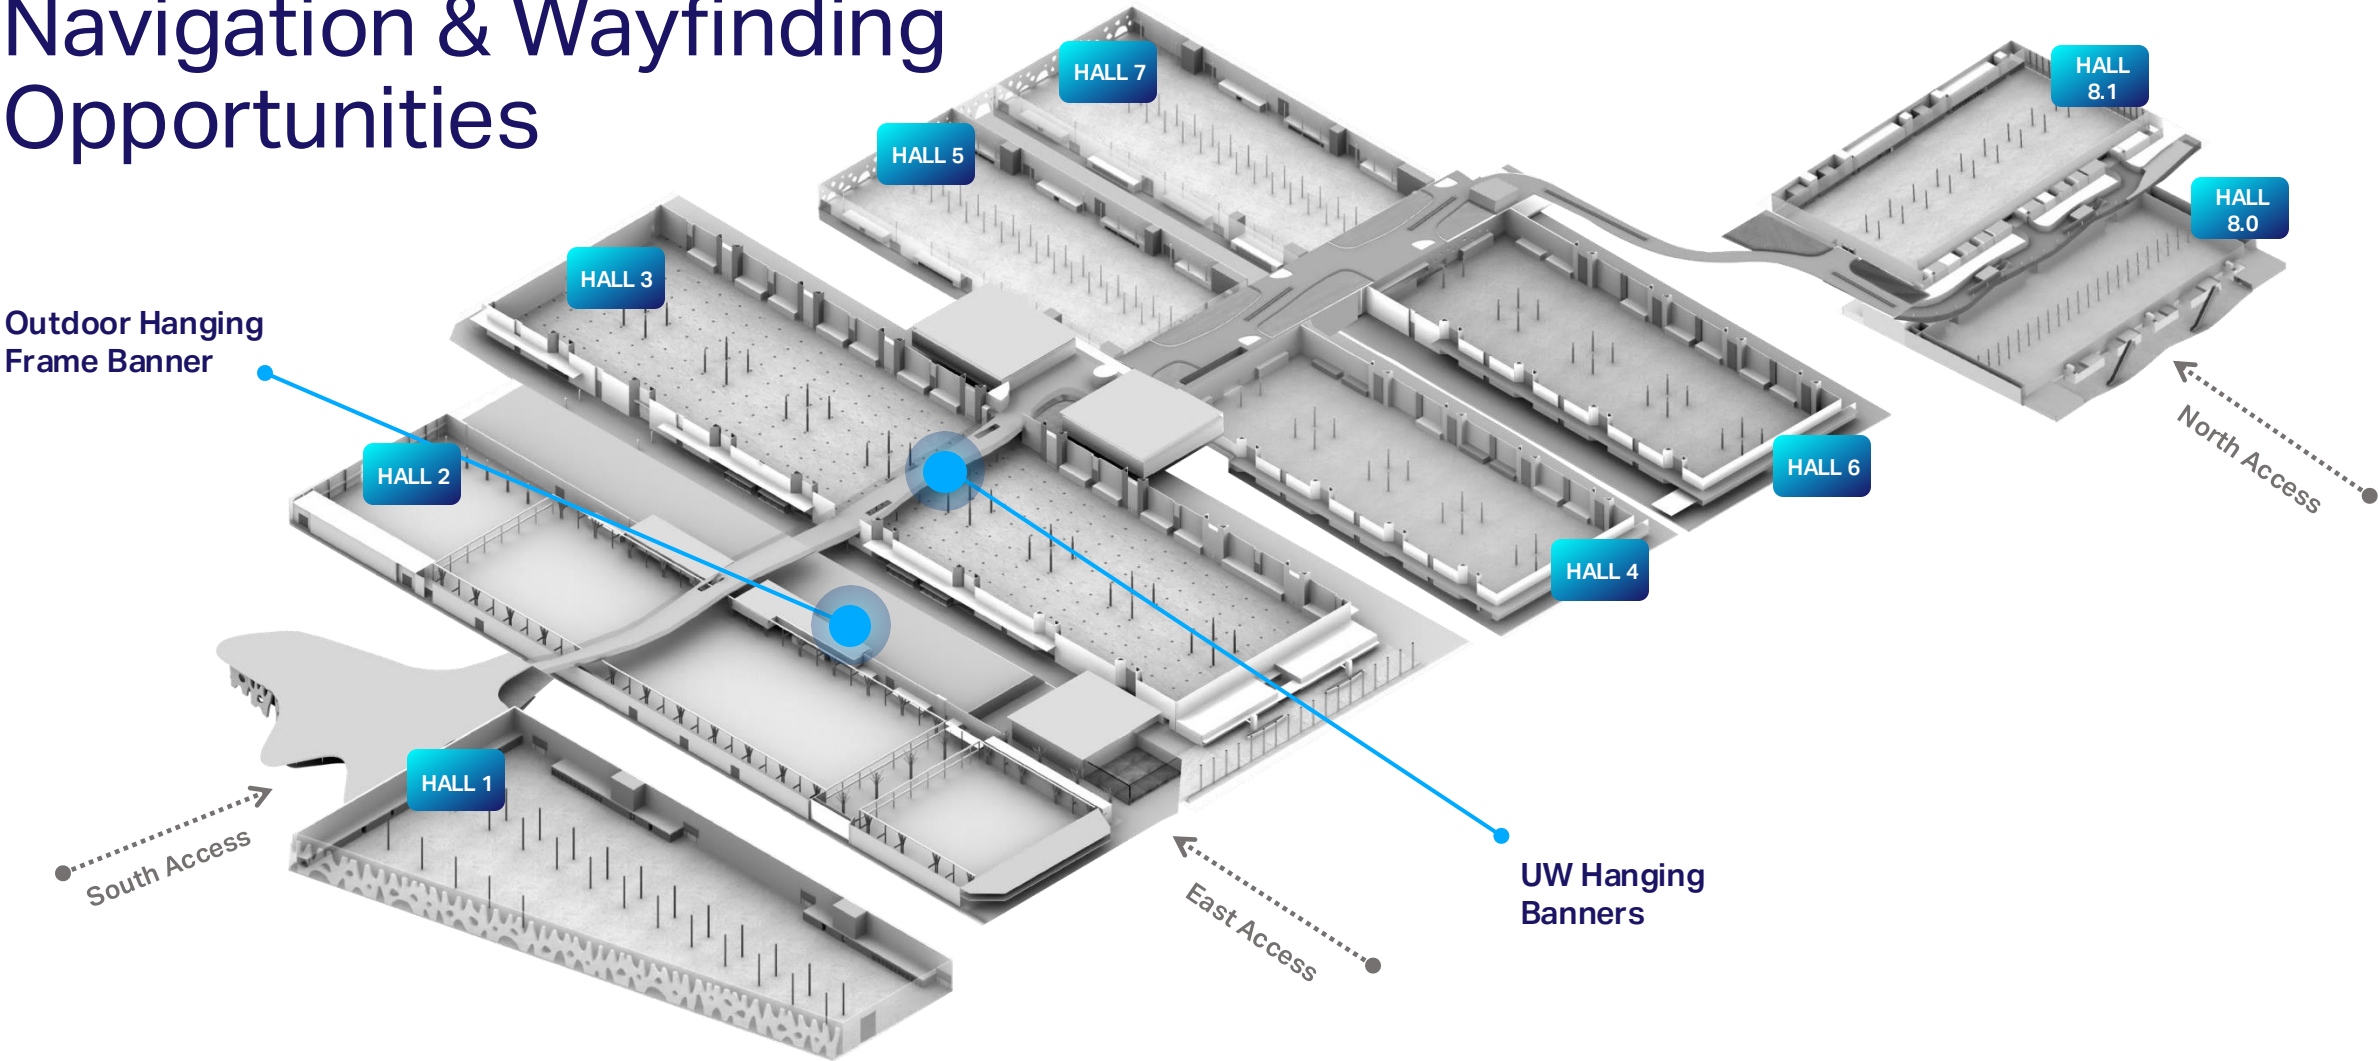 Navigation & Wayfinding
Opportunities
HALL 7
HALL
8.1
HALL 5
HALL
8.0
HALL 3
Outdoor Hanging
Frame Banner
HALL 2
HALL 6
North Access
HALL 4
HALL 1
South Access
UW Hanging
Banners
East Access